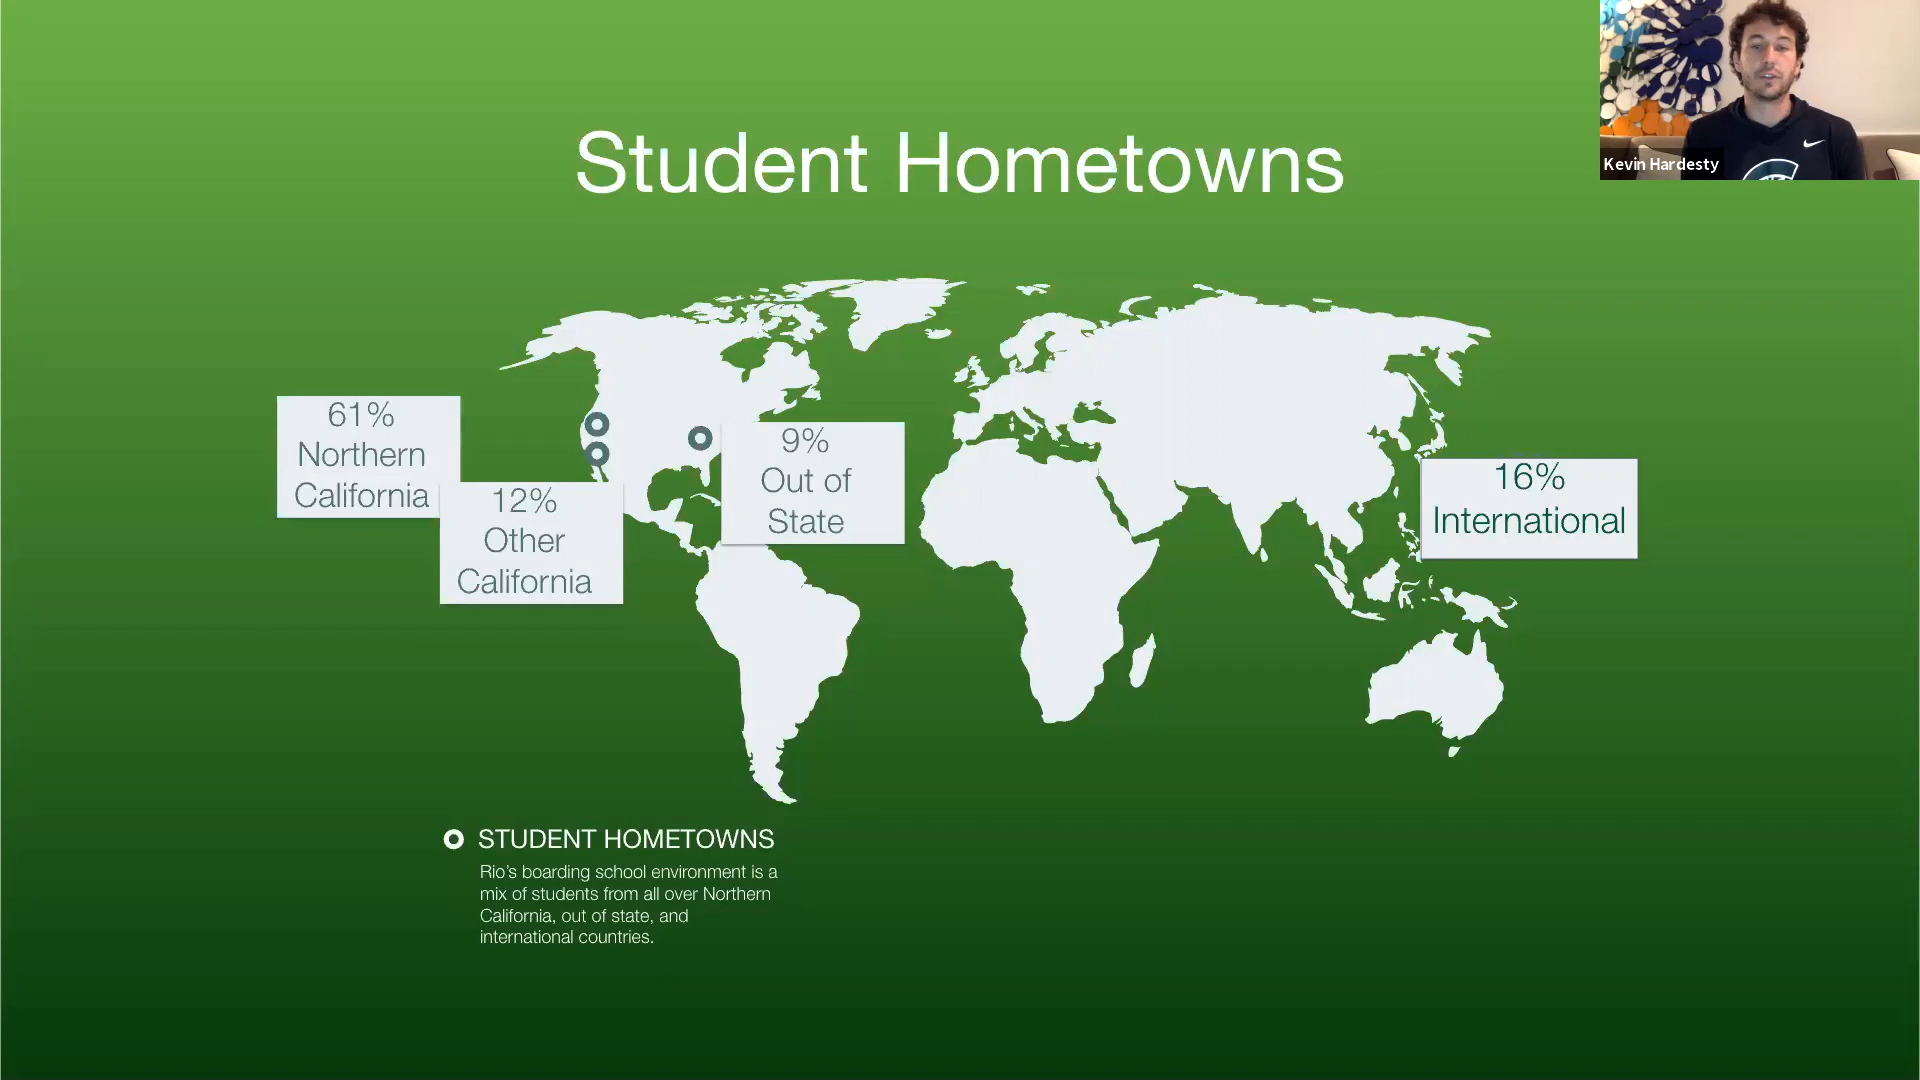 Student Hometowns
Kevin Hardesty
61%
Northern
California
12%
Other
California
9%
Out of
State
16%
International
STUDENT HOMETOWNS
Rio's boarding school environment is a
mix of students from all over Northern
California, out of state, and
international countries.